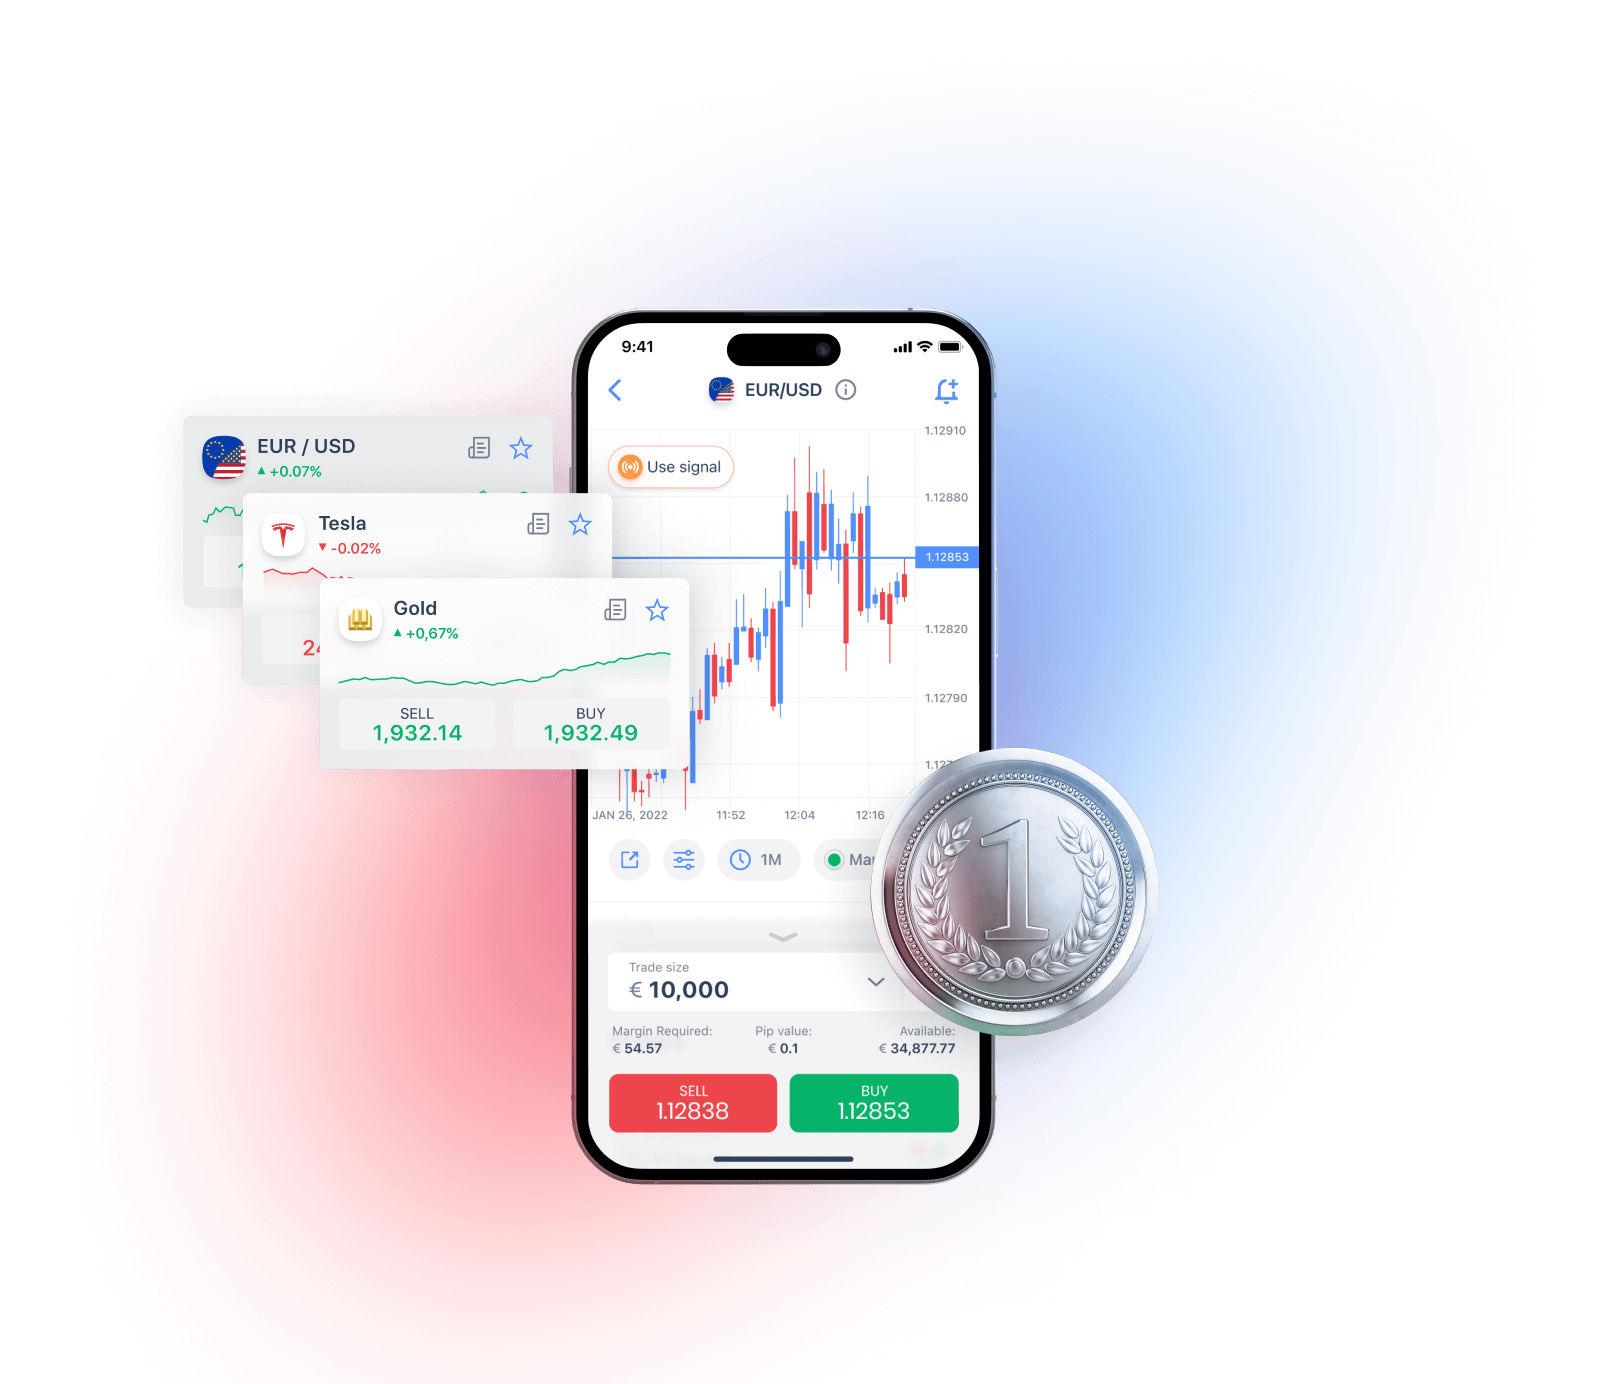 9:41
EUR/USD
1.12910
Use signal
1.12880
1.12853
1.12820
1.12790
JAN 26, 2022
11:52
12:04
12:16
1M
Trade size
€ 10,000
Margin Required:
€ 54.57
Pip value:
€ 0.1
Available:
€ 34,877.77
SELL
1.12838
BUY
1.12853
EUR / USD
+0.07%
Tesla
-0.02%
Gold
+0,67%
SELL
1,932.14
BUY
1,932.49
1